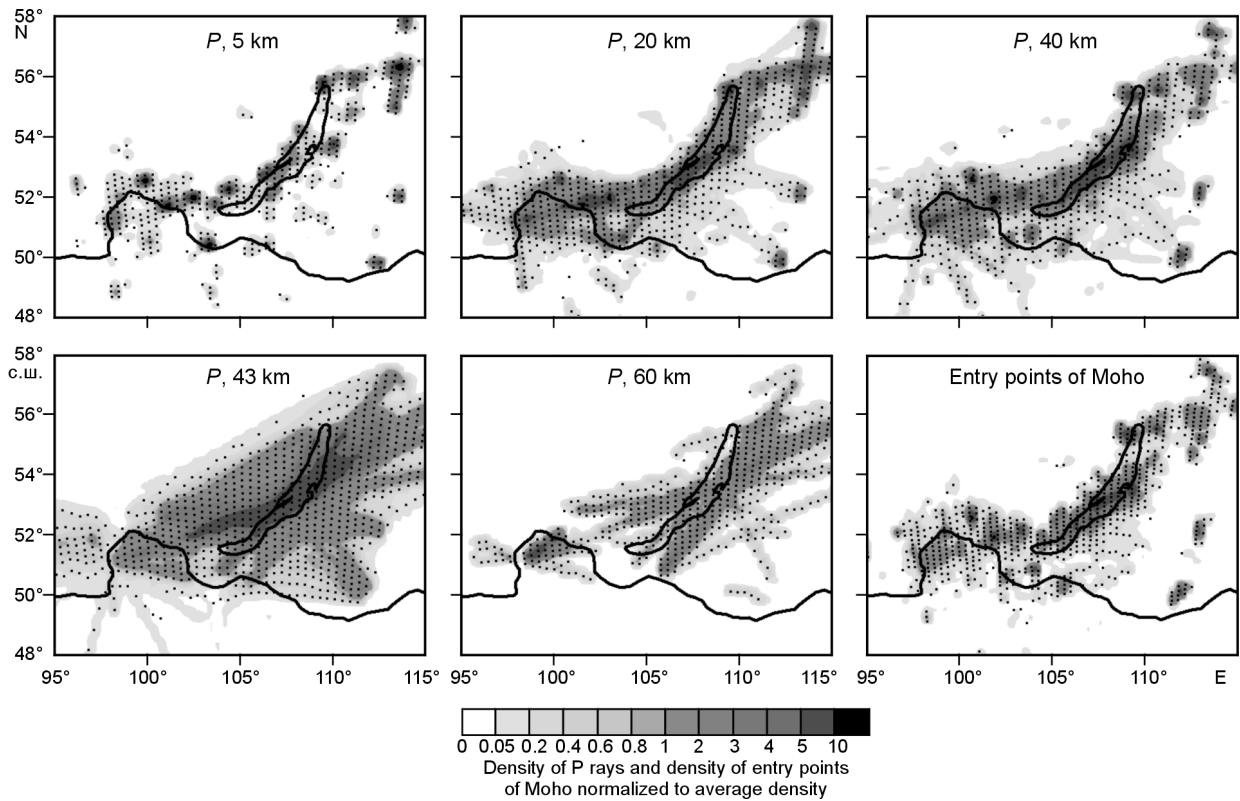 58°
N
56°
54°
52°
50°
48°
P, 5 km
P, 20 km
P, 40 km
58°
с.ш.
56°
54°
52°
50°
48°
P, 43 km
P, 60 km
Entry points of Moho
95° 100° 105° 110° 115°
95° 100° 105° 110° 115°
95° 100° 105° 110° E
0 0.05 0.2 0.4 0.6 0.8 1 2 3 4 5 10
Density of P rays and density of entry points
of Moho normalized to average density